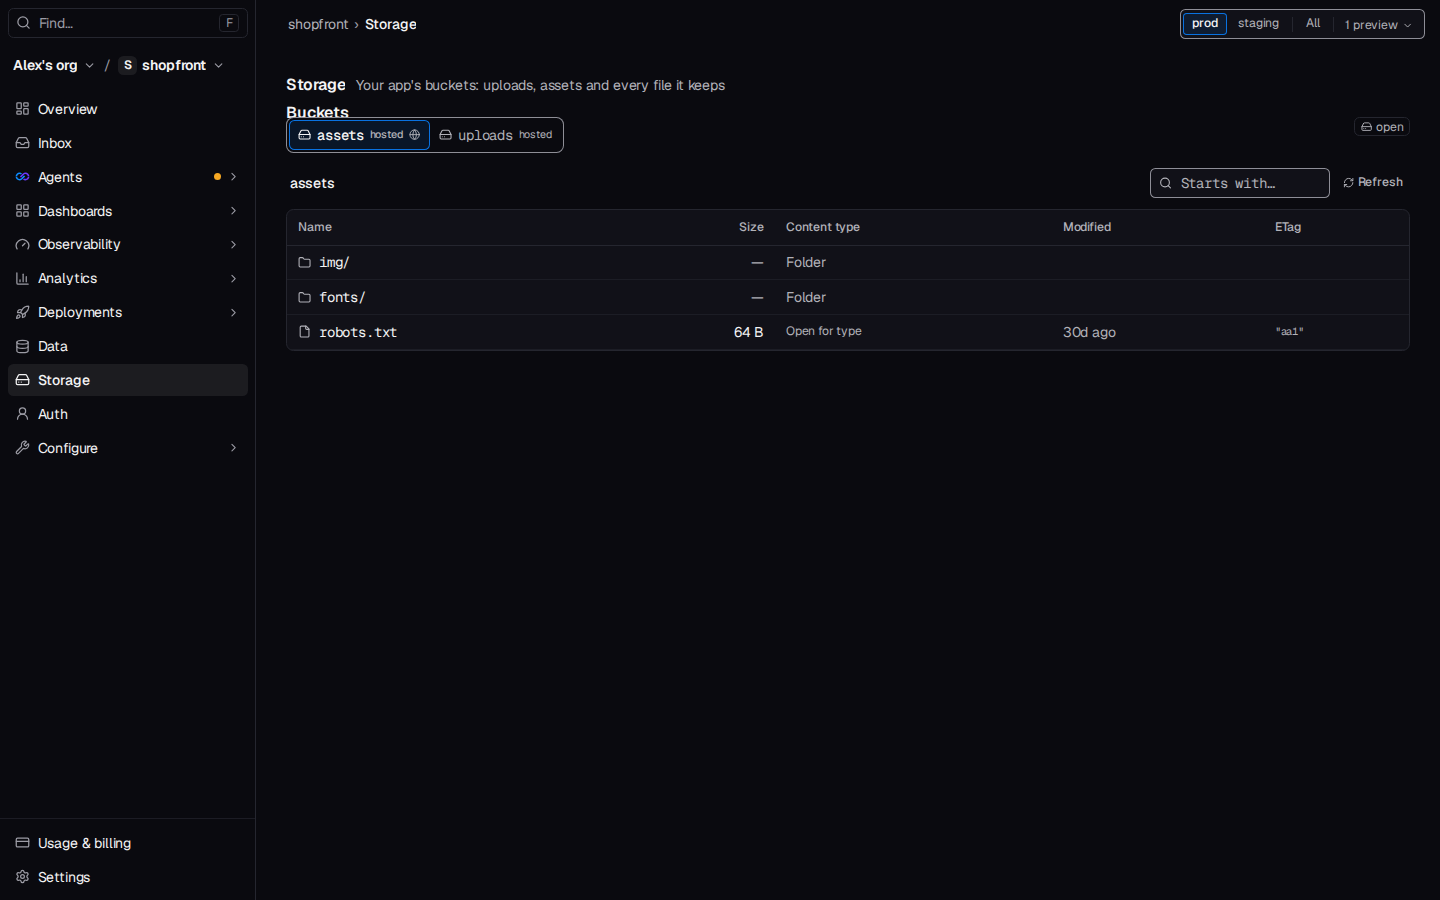 Find...
F
Alex's org / S shopfront
Overview
Inbox
Agents
Dashboards
Observability
Analytics
Deployments
Data
Storage
Auth
Configure
Usage & billing
Settings
shopfront › Storage
prod staging All 1 preview
Storage Your app's buckets: uploads, assets and every file it keeps
Buckets
assets hosted uploads hosted
open
assets
Starts with…
Refresh
Name Size Content type Modified ETag
img/ — Folder
fonts/ — Folder
robots.txt 64 B Open for type 30d ago "aa1"